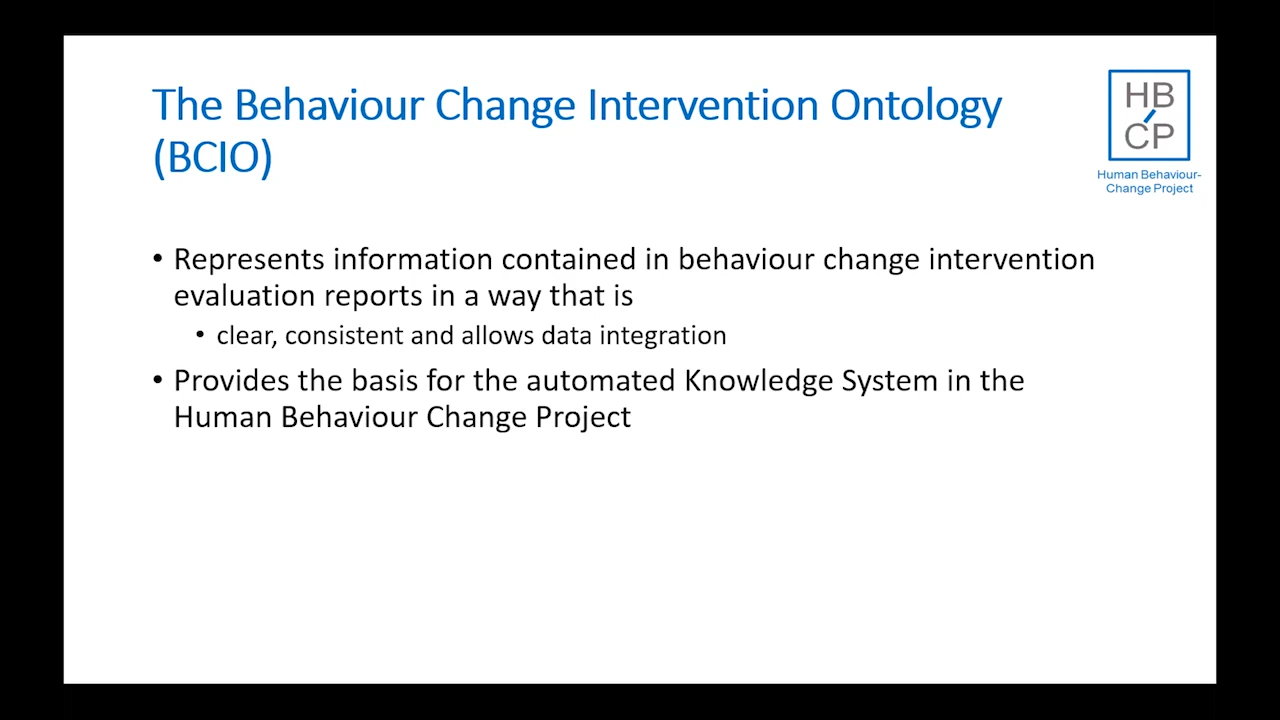 The Behaviour Change Intervention Ontology
(BCIO)
HB
CP
Human Behaviour-
Change Project
• Represents information contained in behaviour change intervention
evaluation reports in a way that is
• clear, consistent and allows data integration
• Provides the basis for the automated Knowledge System in the
Human Behaviour Change Project